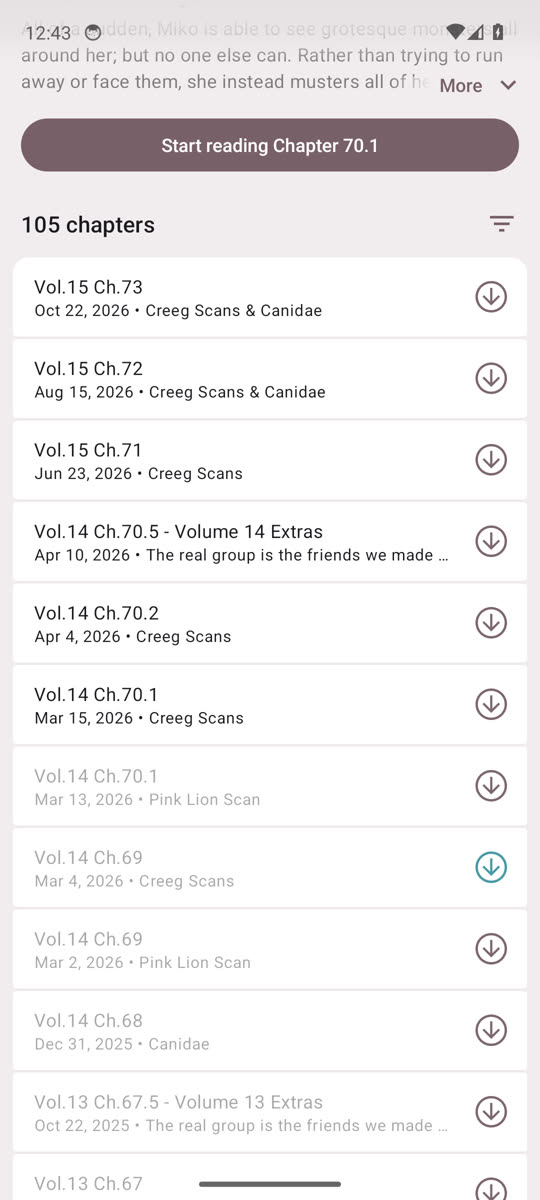 12:43
All of a sudden, Miko is able to see grotesque monsters all
around her; but no one else can. Rather than trying to run
away or face them, she instead musters all of he
More
Start reading Chapter 70.1
105 chapters
Vol.15 Ch.73
Oct 22, 2026 • Creeg Scans & Canidae
Vol.15 Ch.72
Aug 15, 2026 • Creeg Scans & Canidae
Vol.15 Ch.71
Jun 23, 2026 • Creeg Scans
Vol.14 Ch.70.5 - Volume 14 Extras
Apr 10, 2026 • The real group is the friends we made …
Vol.14 Ch.70.2
Apr 4, 2026 • Creeg Scans
Vol.14 Ch.70.1
Mar 15, 2026 • Creeg Scans
Vol.14 Ch.70.1
Mar 13, 2026 • Pink Lion Scan
Vol.14 Ch.69
Mar 4, 2026 • Creeg Scans
Vol.14 Ch.69
Mar 2, 2026 • Pink Lion Scan
Vol.14 Ch.68
Dec 31, 2025 • Canidae
Vol.13 Ch.67.5 - Volume 13 Extras
Oct 22, 2025 • The real group is the friends we made …
Vol.13 Ch.67